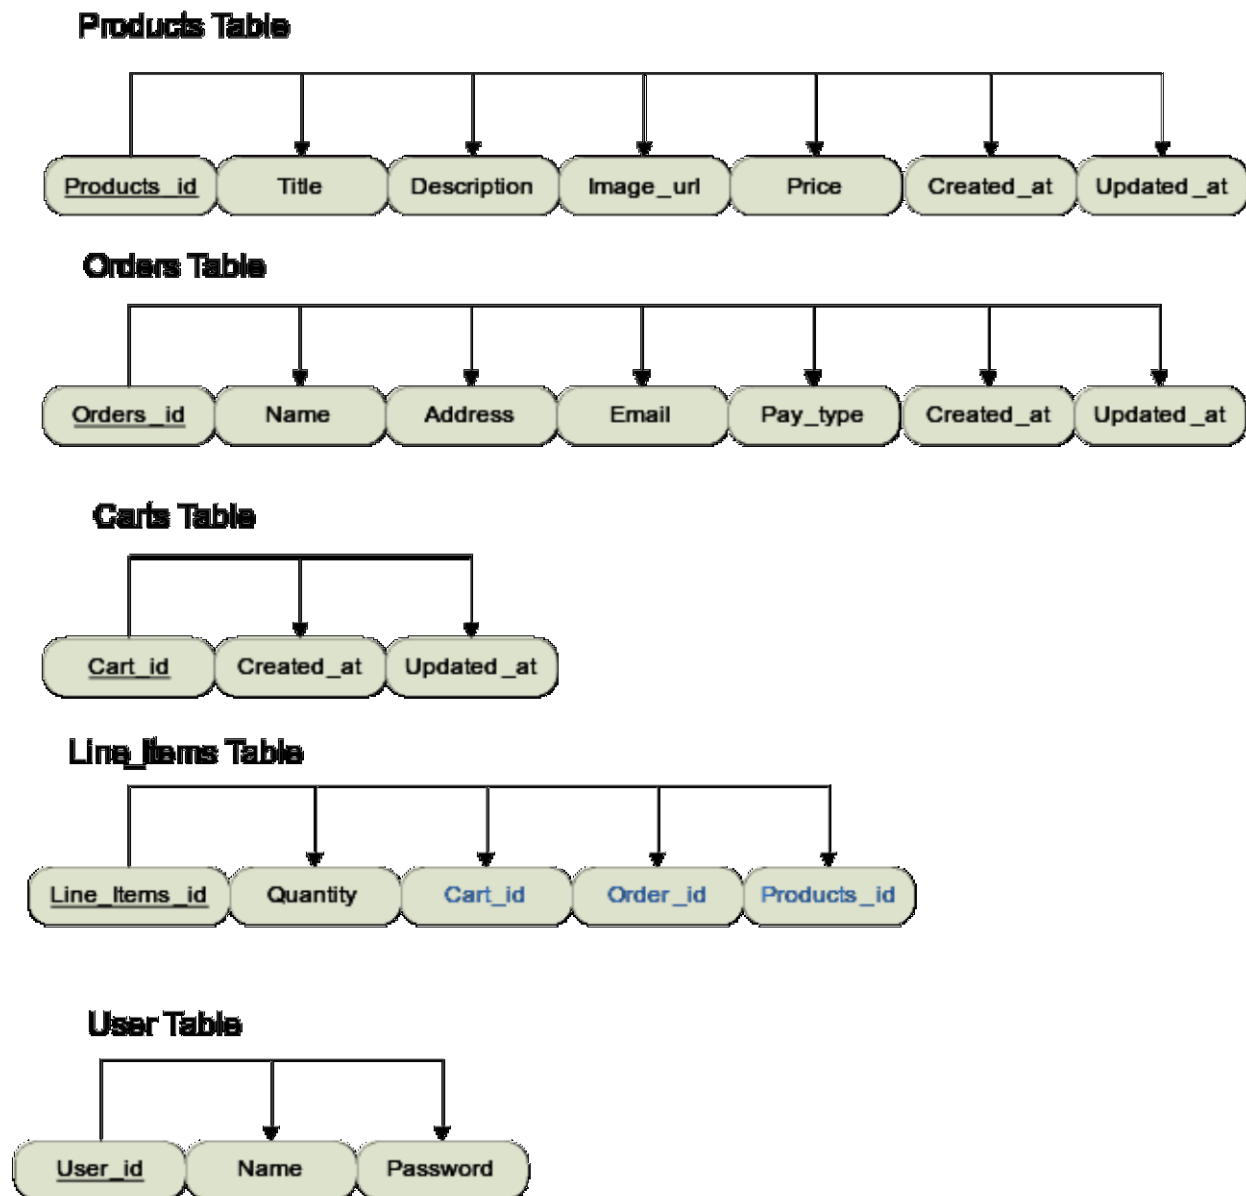 Products Table
Products_id Title Description Image_url Price Created_at Updated_at
Orders Table
Orders_id Name Address Email Pay_type Created_at Updated_at
Carts Table
Cart_id Created_at Updated_at
Line_Items Table
Line_Items_id Quantity Cart_id Order_id Products_id
User Table
User_id Name Password